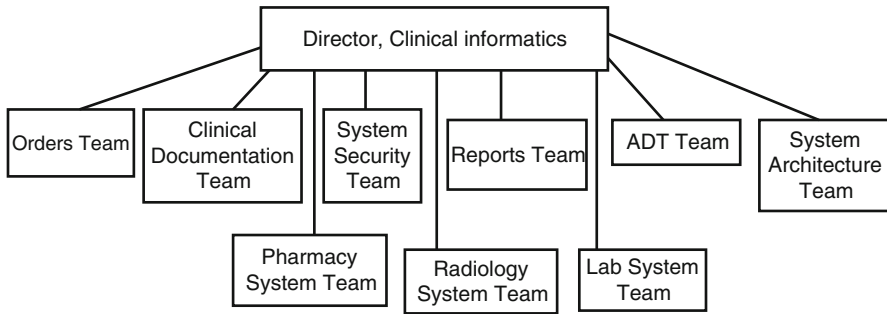 Director, Clinical informatics
Orders Team
Clinical
Documentation
Team
System
Security
Team
Reports Team
ADT Team
System
Architecture
Team
Pharmacy
System Team
Radiology
System Team
Lab System
Team